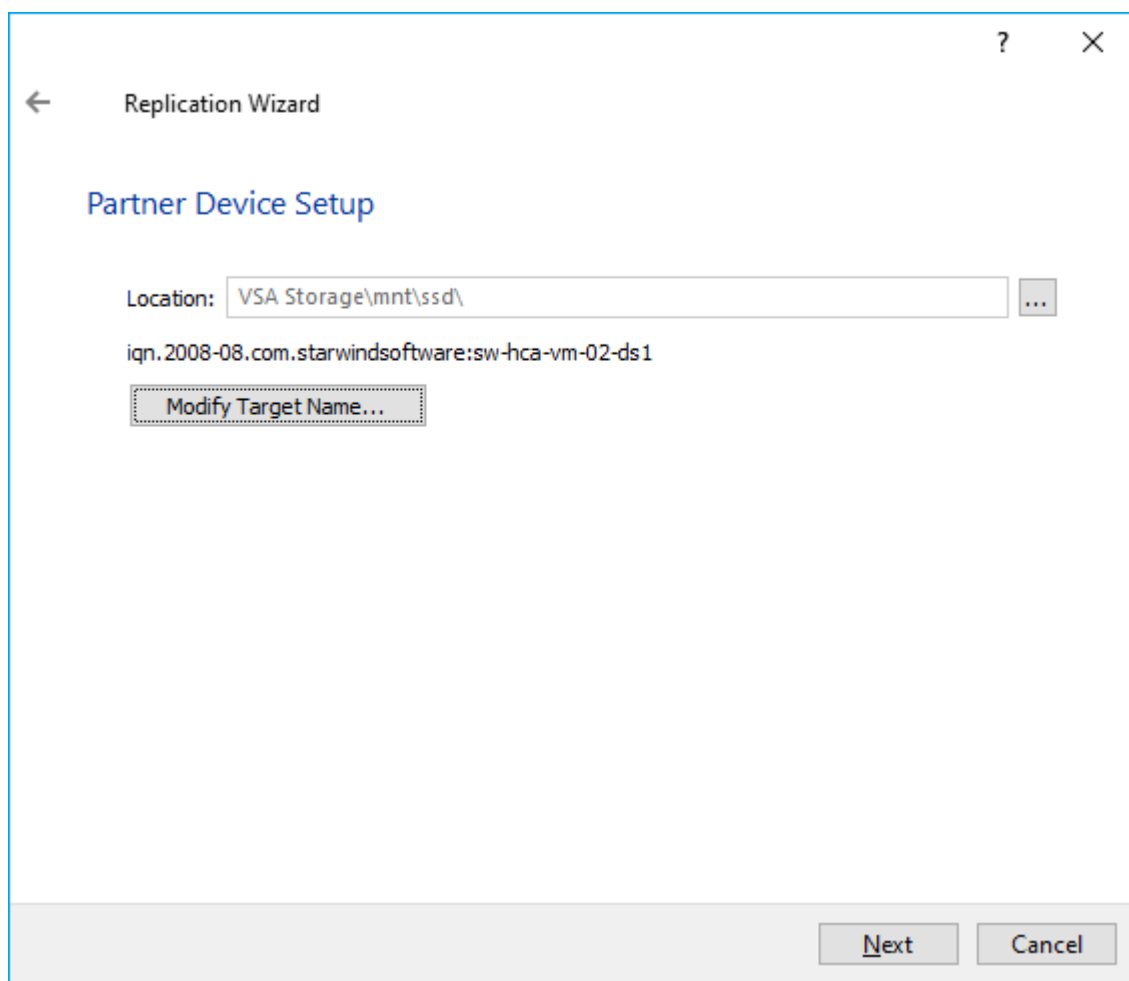 ?
Replication Wizard
Partner Device Setup
Location: VSA Storage\mnt\ssd\ ...
iqn.2008-08.com.starwindsoftware:sw-hca-vm-02-ds1
Modify Target Name...
Next Cancel